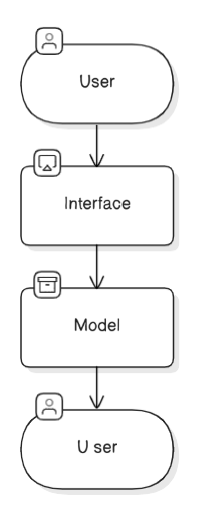 User
Interface
Model
U ser